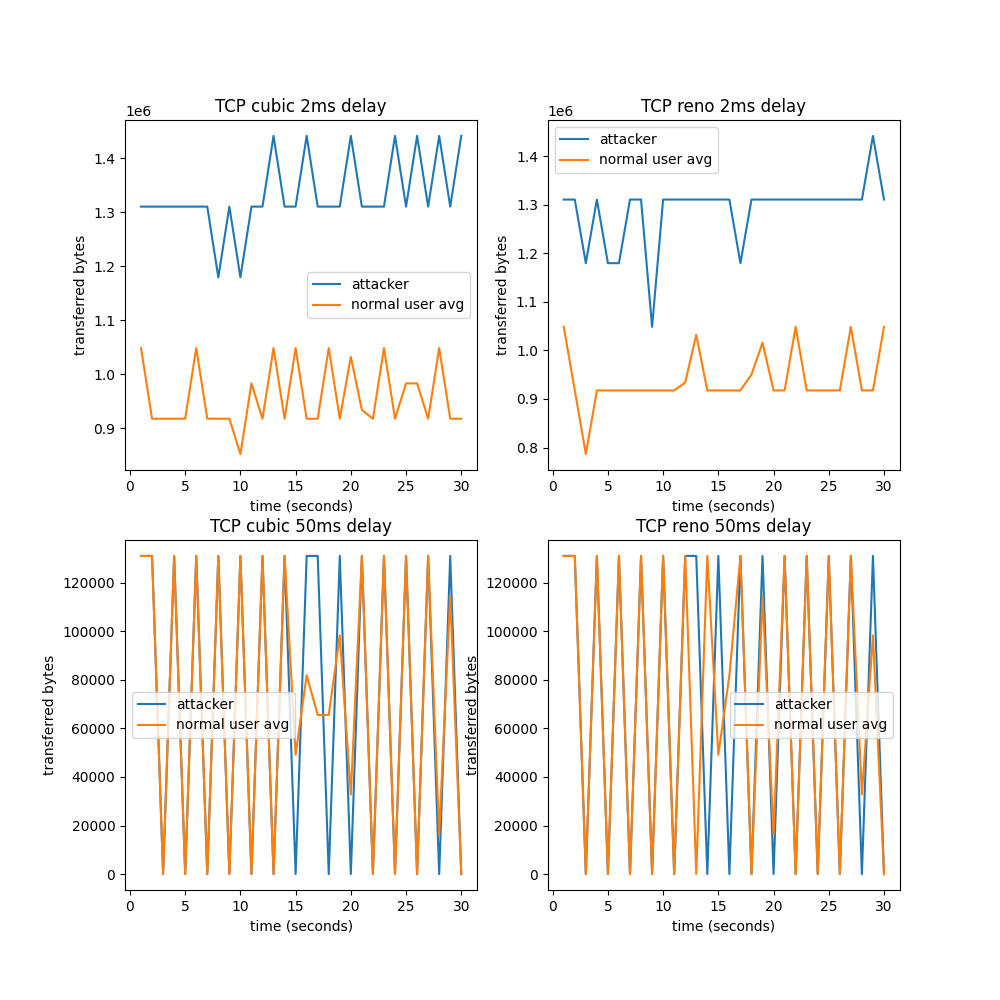 TCP cubic 2ms delay
1e6
transferred bytes
1.4
1.3
1.2
1.1
1.0
0.9
attacker
normal user avg
0 5 10 15 20 25 30
time (seconds)
TCP reno 2ms delay
1e6
transferred bytes
1.4
1.3
1.2
1.1
1.0
0.9
0.8
attacker
normal user avg
0 5 10 15 20 25 30
time (seconds)
TCP cubic 50ms delay
transferred bytes
120000
100000
80000
60000
40000
20000
0
attacker
normal user avg
0 5 10 15 20 25 30
time (seconds)
TCP reno 50ms delay
transferred bytes
120000
100000
80000
60000
40000
20000
0
attacker
normal user avg
0 5 10 15 20 25 30
time (seconds)